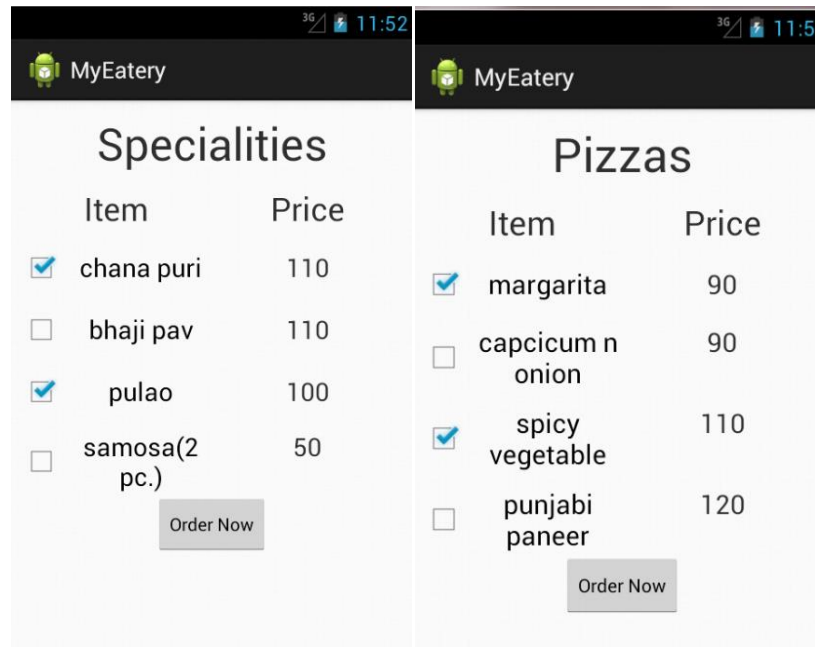 3G 11:52
MyEatery
Specialities
Item Price
chana puri 110
bhaji pav 110
pulao 100
samosa(2 50
pc.)
Order Now
3G 11:5
MyEatery
Pizzas
Item Price
margarita 90
capcicum n 90
onion
spicy 110
vegetable
punjabi 120
paneer
Order Now